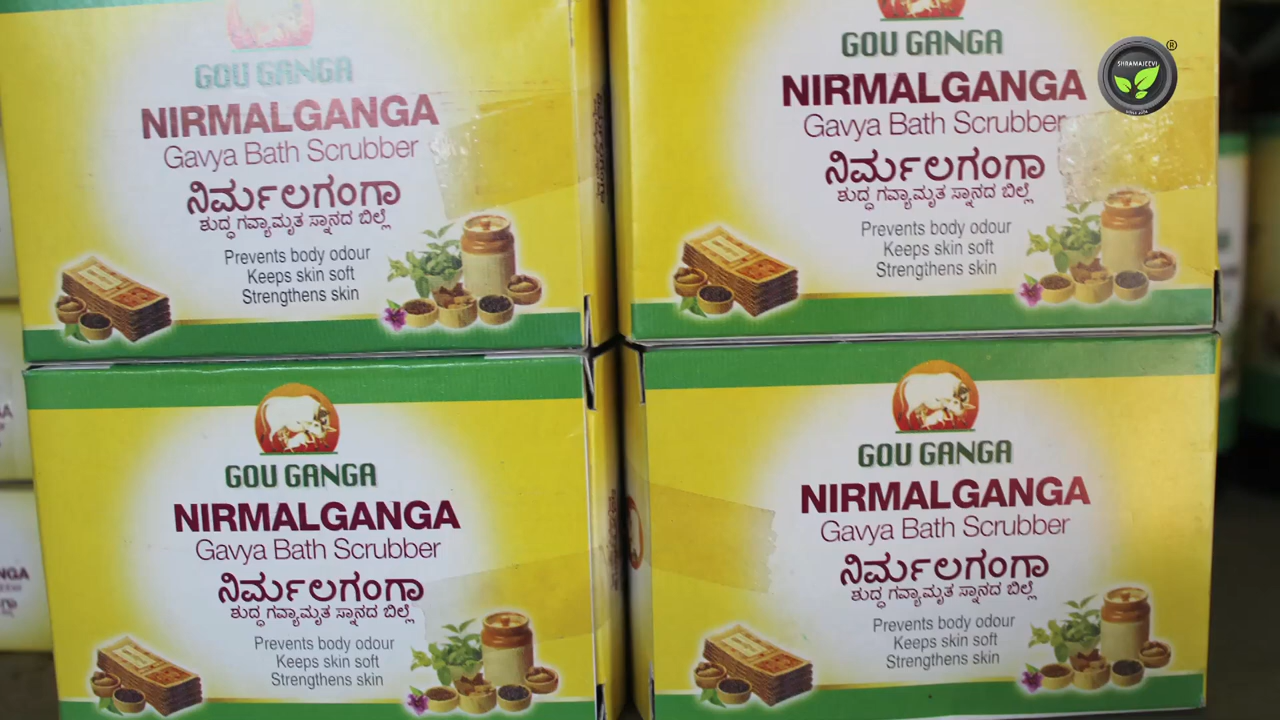 GOU GANGA
NIRMALGANGA
Gavya Bath Scrubber
ನಿರ್ಮಲಗಂಗಾ
ಶುದ್ಧ ಗವ್ಯಾಮೃತ ಸ್ನಾನದ ಬಿಲ್ಲೆ
Prevents body odour
Keeps skin soft
Strengthens skin
GOU GANGA
NIRMALGANGA
Gavya Bath Scrubber
ನಿರ್ಮಲಗಂಗಾ
ಶುದ್ಧ ಗವ್ಯಾಮೃತ ಸ್ನಾನದ ಬಿಲ್ಲೆ
Prevents body odour
Keeps skin soft
Strengthens skin
SHRAMAJEEVI
®
GOU GANGA
NIRMALGANGA
Gavya Bath Scrubber
ನಿರ್ಮಲಗಂಗಾ
ಶುದ್ಧ ಗವ್ಯಾಮೃತ ಸ್ನಾನದ ಬಿಲ್ಲೆ
Prevents body odour
Keeps skin soft
Strengthens skin
GOU GANGA
NIRMALGANGA
Gavya Bath Scrubber
ನಿರ್ಮಲಗಂಗಾ
ಶುದ್ಧ ಗವ್ಯಾಮೃತ ಸ್ನಾನದ ಬಿಲ್ಲೆ
Prevents body odour
Keeps skin soft
Strengthens skin